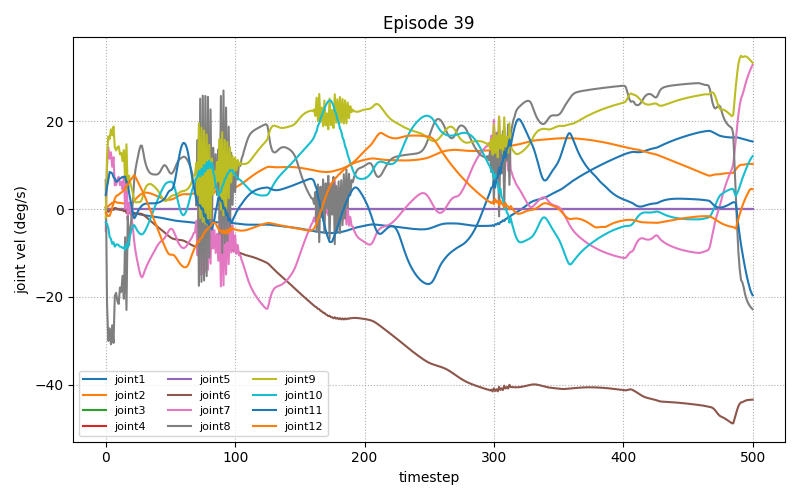 Episode 39
joint vel (deg/s)
20
0
−20
−40
joint1
joint2
joint3
joint4
joint5
joint6
joint7
joint8
joint9
joint10
joint11
joint12
0 100 200 300 400 500
timestep